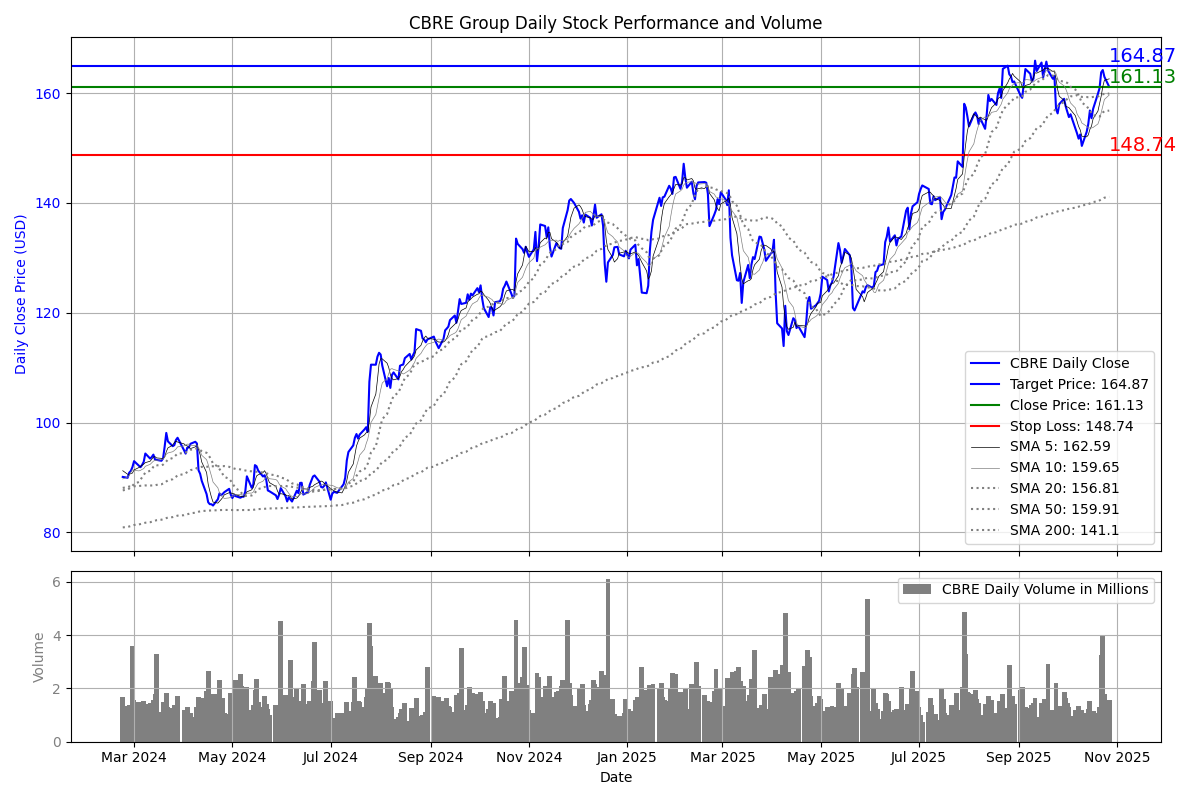 CBRE Group Daily Stock Performance and Volume
164.87
161.13
148.74
Daily Close Price (USD)
160
140
120
100
80
CBRE Daily Close
Target Price: 164.87
Close Price: 161.13
Stop Loss: 148.74
SMA 5: 162.59
SMA 10: 159.65
SMA 20: 156.81
SMA 50: 159.91
SMA 200: 141.1
Volume
6
4
2
0
CBRE Daily Volume in Millions
Mar 2024 May 2024 Jul 2024 Sep 2024 Nov 2024 Jan 2025 Mar 2025 May 2025 Jul 2025 Sep 2025 Nov 2025
Date